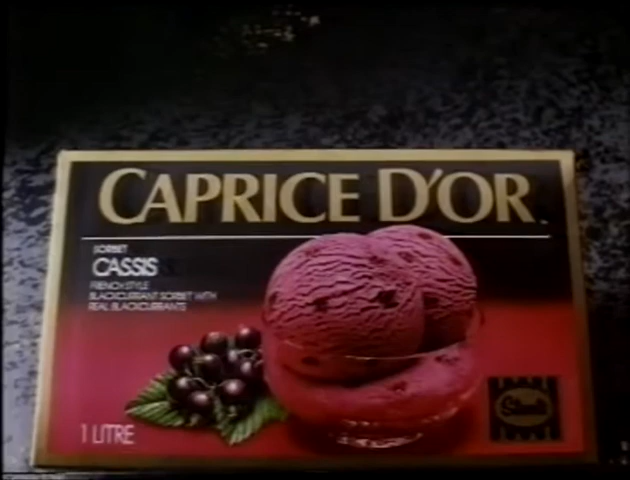 CAPRICE D'OR
SORBET
CASSIS
FRENCH STYLE
BLACKCURRANT SORBET WITH
REAL BLACKCURRANTS
1 LITRE